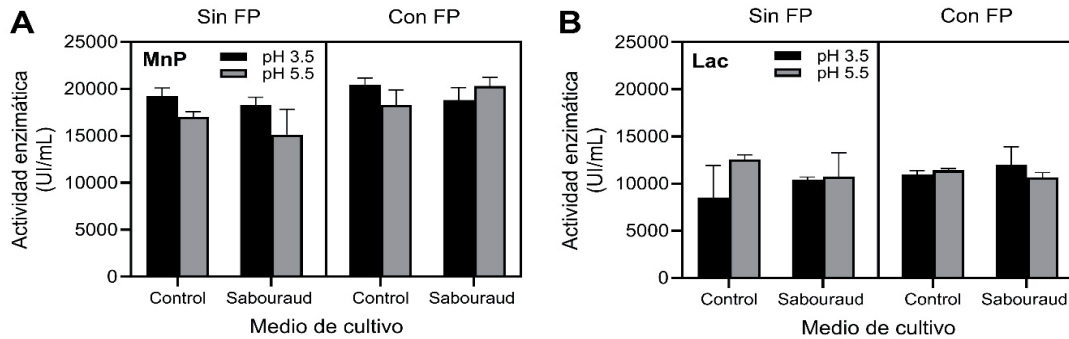 A
Sin FP
Con FP
MnP
pH 3.5
pH 5.5
Actividad enzimática
(UI/mL)
25000
20000
15000
10000
5000
0
Control
Sabouraud
Control
Sabouraud
Medio de cultivo
B
Sin FP
Con FP
Lac
pH 3.5
pH 5.5
Actividad enzimática
(UI/mL)
25000
20000
15000
10000
5000
0
Control
Sabouraud
Control
Sabouraud
Medio de cultivo